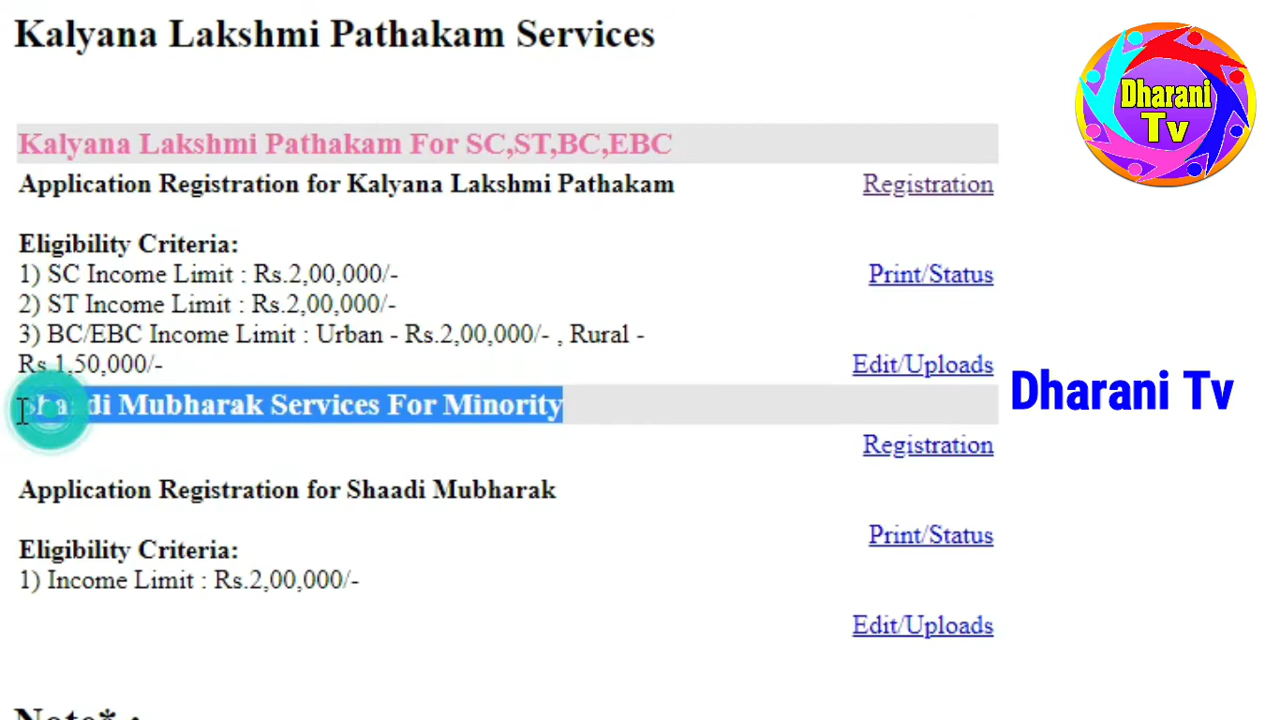 Kalyana Lakshmi Pathakam Services
Kalyana Lakshmi Pathakam For SC,ST,BC,EBC
Application Registration for Kalyana Lakshmi Pathakam
Registration
Eligibility Criteria:
1) SC Income Limit : Rs.2,00,000/-
Print/Status
2) ST Income Limit : Rs.2,00,000/-
3) BC/EBC Income Limit : Urban - Rs.2,00,000/- , Rural -
Rs.1,50,000/-
Edit/Uploads
Shaadi Mubharak Services For Minority
Registration
Application Registration for Shaadi Mubharak
Print/Status
Eligibility Criteria:
1) Income Limit : Rs.2,00,000/-
Edit/Uploads
Note* :
Dharani
Tv
Dharani Tv